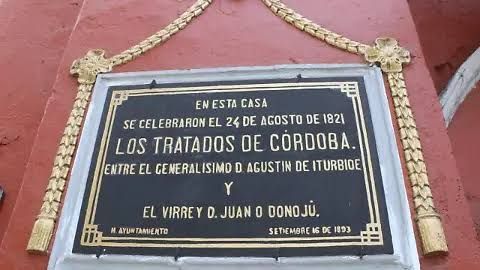 EN ESTA CASA
SE CELEBRARON EL 24 DE AGOSTO DE 1821
LOS TRATADOS DE CÓRDOBA.
ENTRE EL GENERALISIMO D. AGUSTIN DE ITURBIDE
Y
EL VIRREY D. JUAN O DONOJÚ.
H. AYUNTAMIENTO SETIEMBRE 16 DE 1893